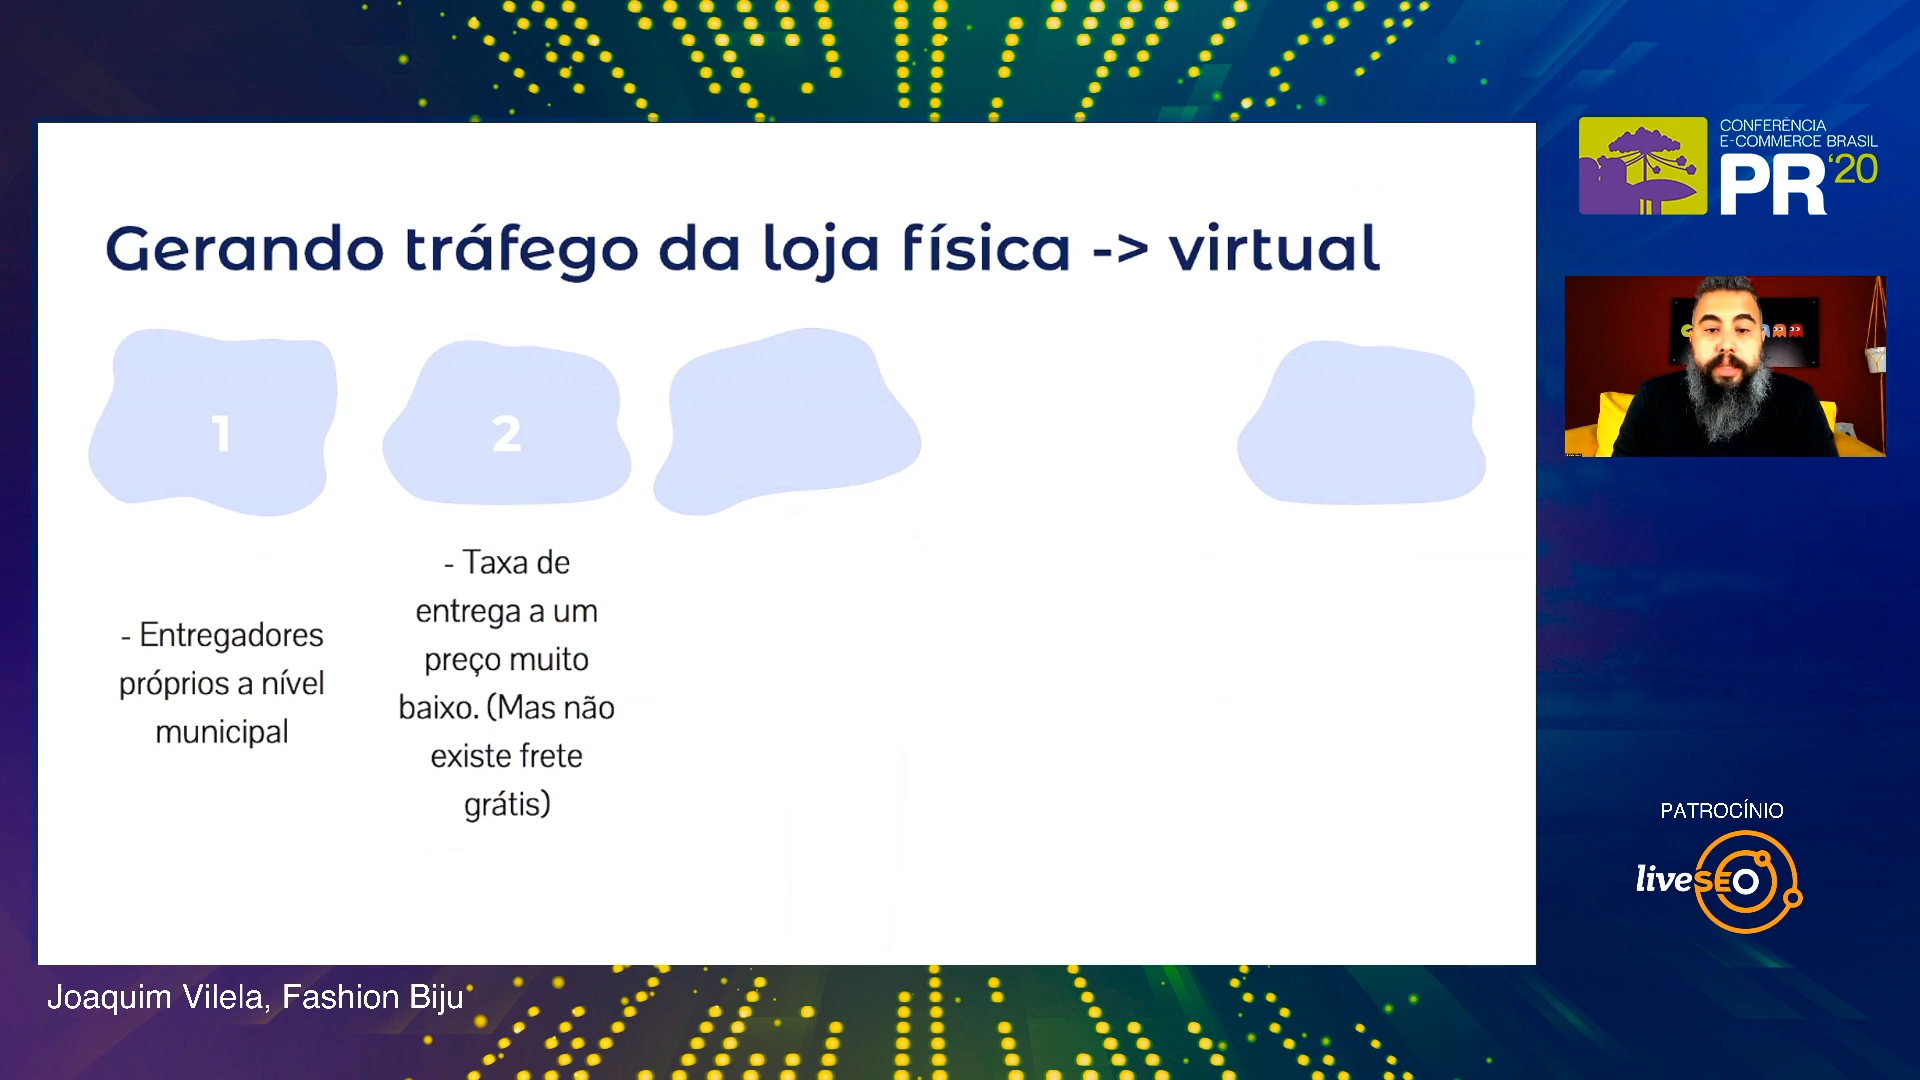 CONFERÊNCIA
E-COMMERCE BRASIL
PR'20
Gerando tráfego da loja física -> virtual
1
2
- Entregadores
próprios a nível
municipal
- Taxa de
entrega a um
preço muito
baixo. (Mas não
existe frete
grátis)
PATROCÍNIO
liveSEO
Joaquim Vilela, Fashion Biju